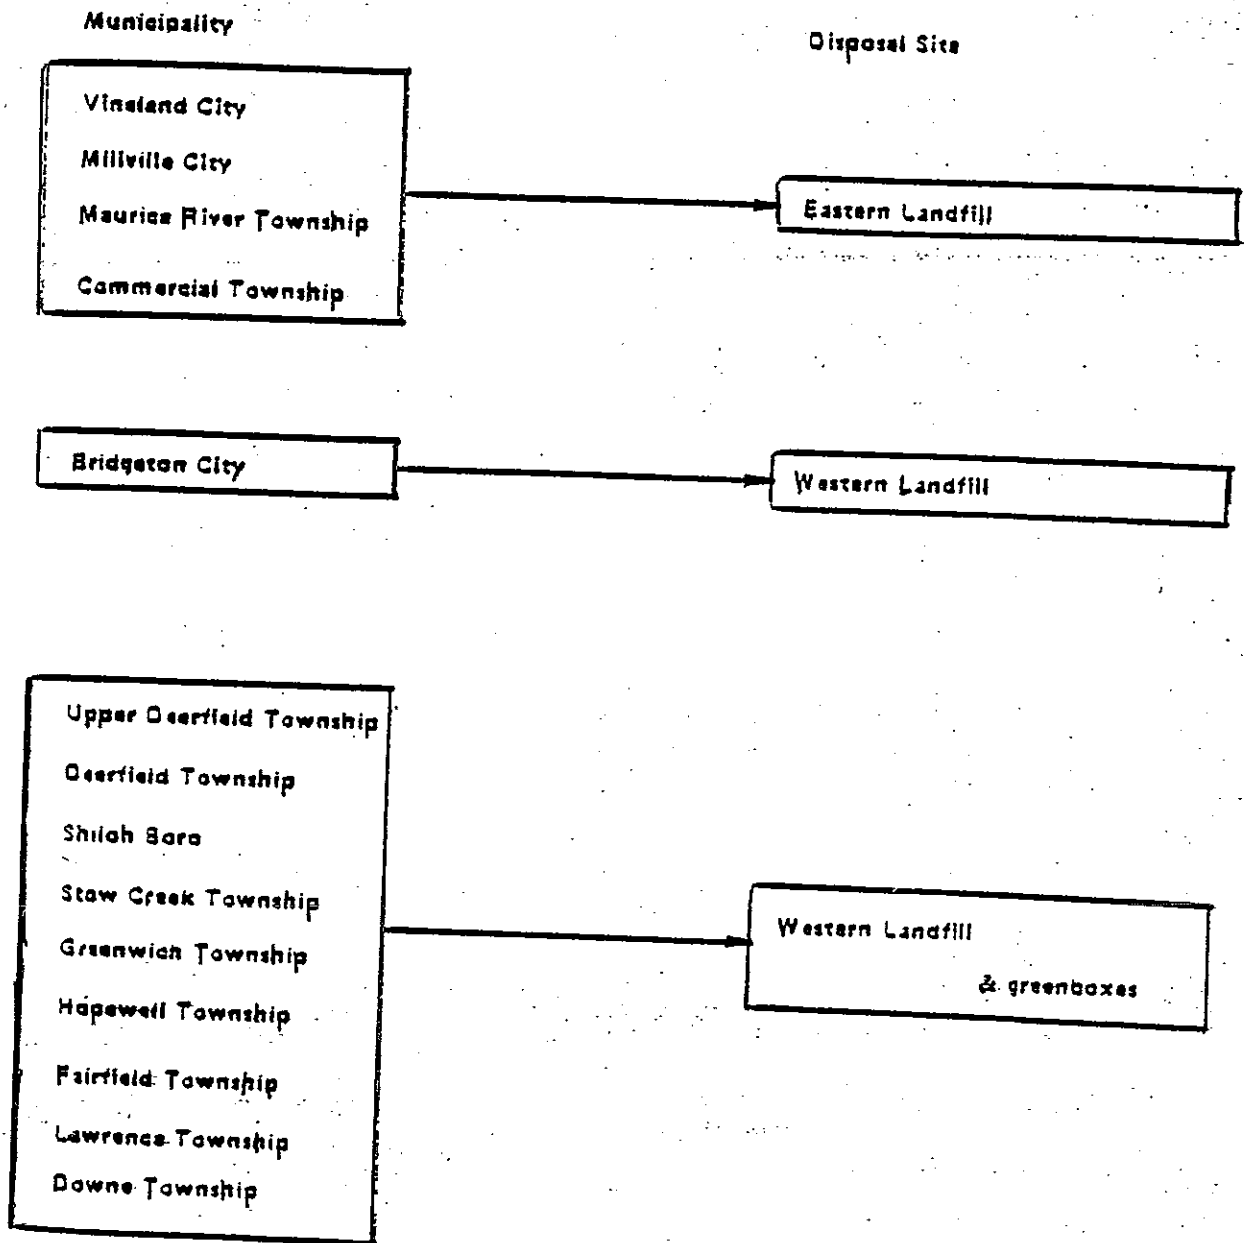 Municipality
Disposal Site
Vineland City
Millville City
Maurice River Township
Commercial Township
Eastern Landfill
Bridgeton City
Western Landfill
Upper Deerfield Township
Deerfield Township
Shiloh Boro
Stow Creek Township
Greenwich Township
Hopewell Township
Fairfield Township
Lawrence Township
Downe Township
Western Landfill
& greenboxes